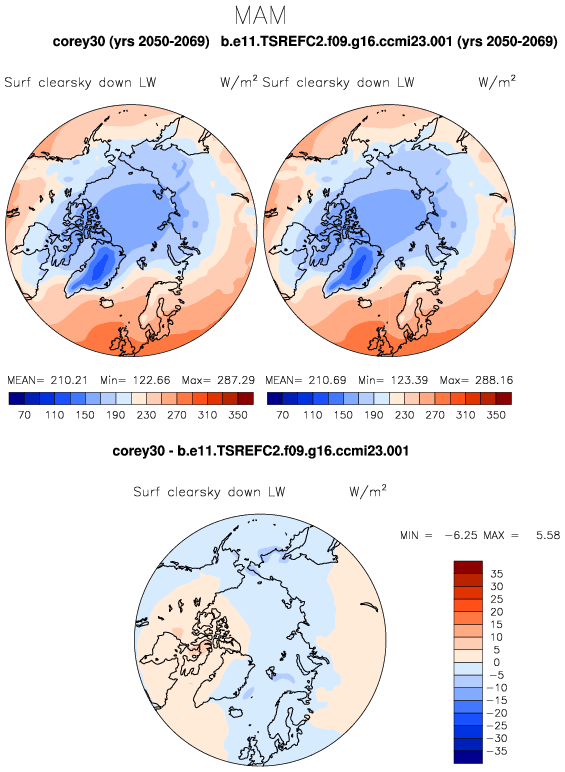 MAM
corey30 (yrs 2050-2069) b.e11.TSREFC2.f09.g16.ccmi23.001 (yrs 2050-2069)
Surf clearsky down LW W/m² Surf clearsky down LW W/m²
MEAN= 210.21 Min= 122.66 Max= 287.29 MEAN= 210.69 Min= 123.39 Max= 288.16
70 110 150 190 230 270 310 350 70 110 150 190 230 270 310 350
corey30 - b.e11.TSREFC2.f09.g16.ccmi23.001
Surf clearsky down LW W/m²
MIN = -6.25 MAX = 5.58
35
30
25
20
15
10
5
0
-5
-10
-15
-20
-25
-30
-35